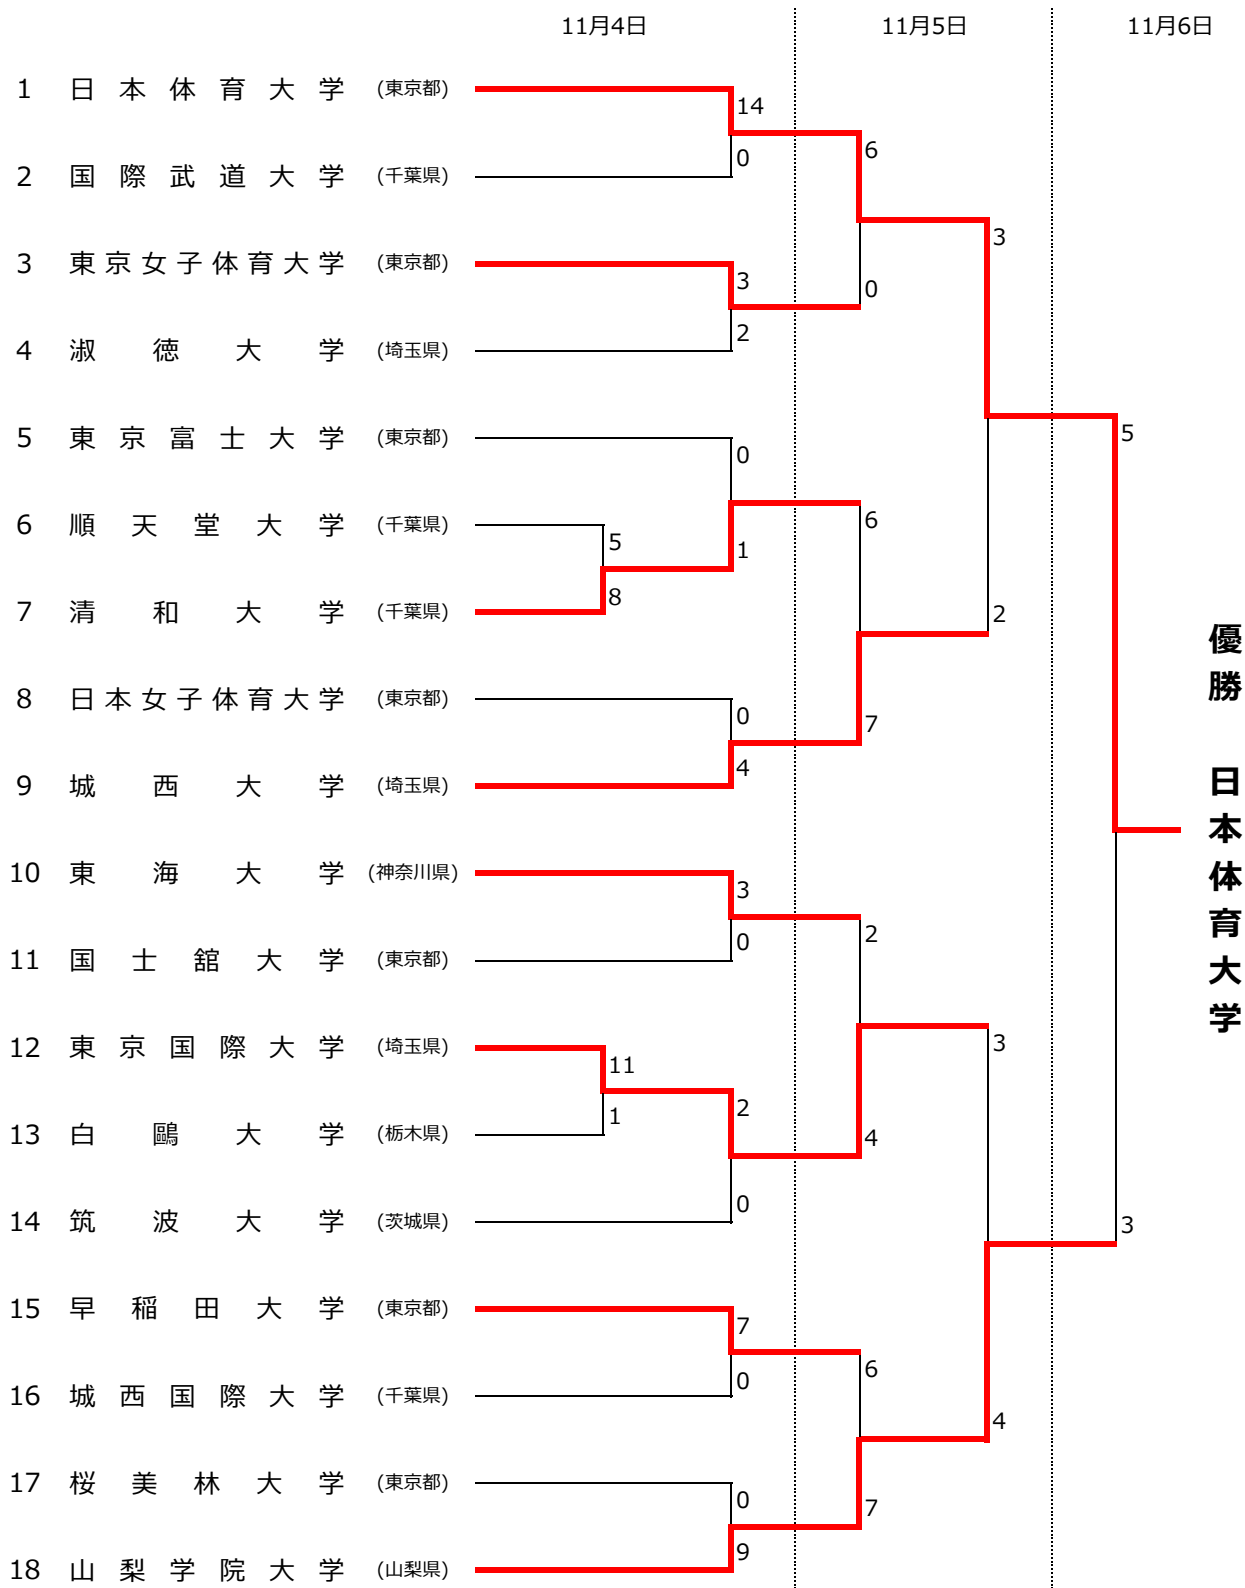 11月4日 11月5日 11月6日
1 日本体育大学 (東京都)
14
6
0
2 国際武道大学 (千葉県)
3
3 東京女子体育大学 (東京都)
3
0
2
4 淑徳大学 (埼玉県)
5 東京富士大学 (東京都)
5
0
6 順天堂大学 (千葉県)
6
5
1
8
7 清和大学 (千葉県)
2
8 日本女子体育大学 (東京都)
0
7
4
9 城西大学 (埼玉県)
10 東海大学 (神奈川県)
3
2
0
11 国士舘大学 (東京都)
12 東京国際大学 (埼玉県)
3
11
2
1
13 白鷗大学 (栃木県)
4
0
14 筑波大学 (茨城県)
3
15 早稲田大学 (東京都)
7
6
0
16 城西国際大学 (千葉県)
4
17 桜美林大学 (東京都)
0
7
9
18 山梨学院大学 (山梨県)
優勝 日本体育大学